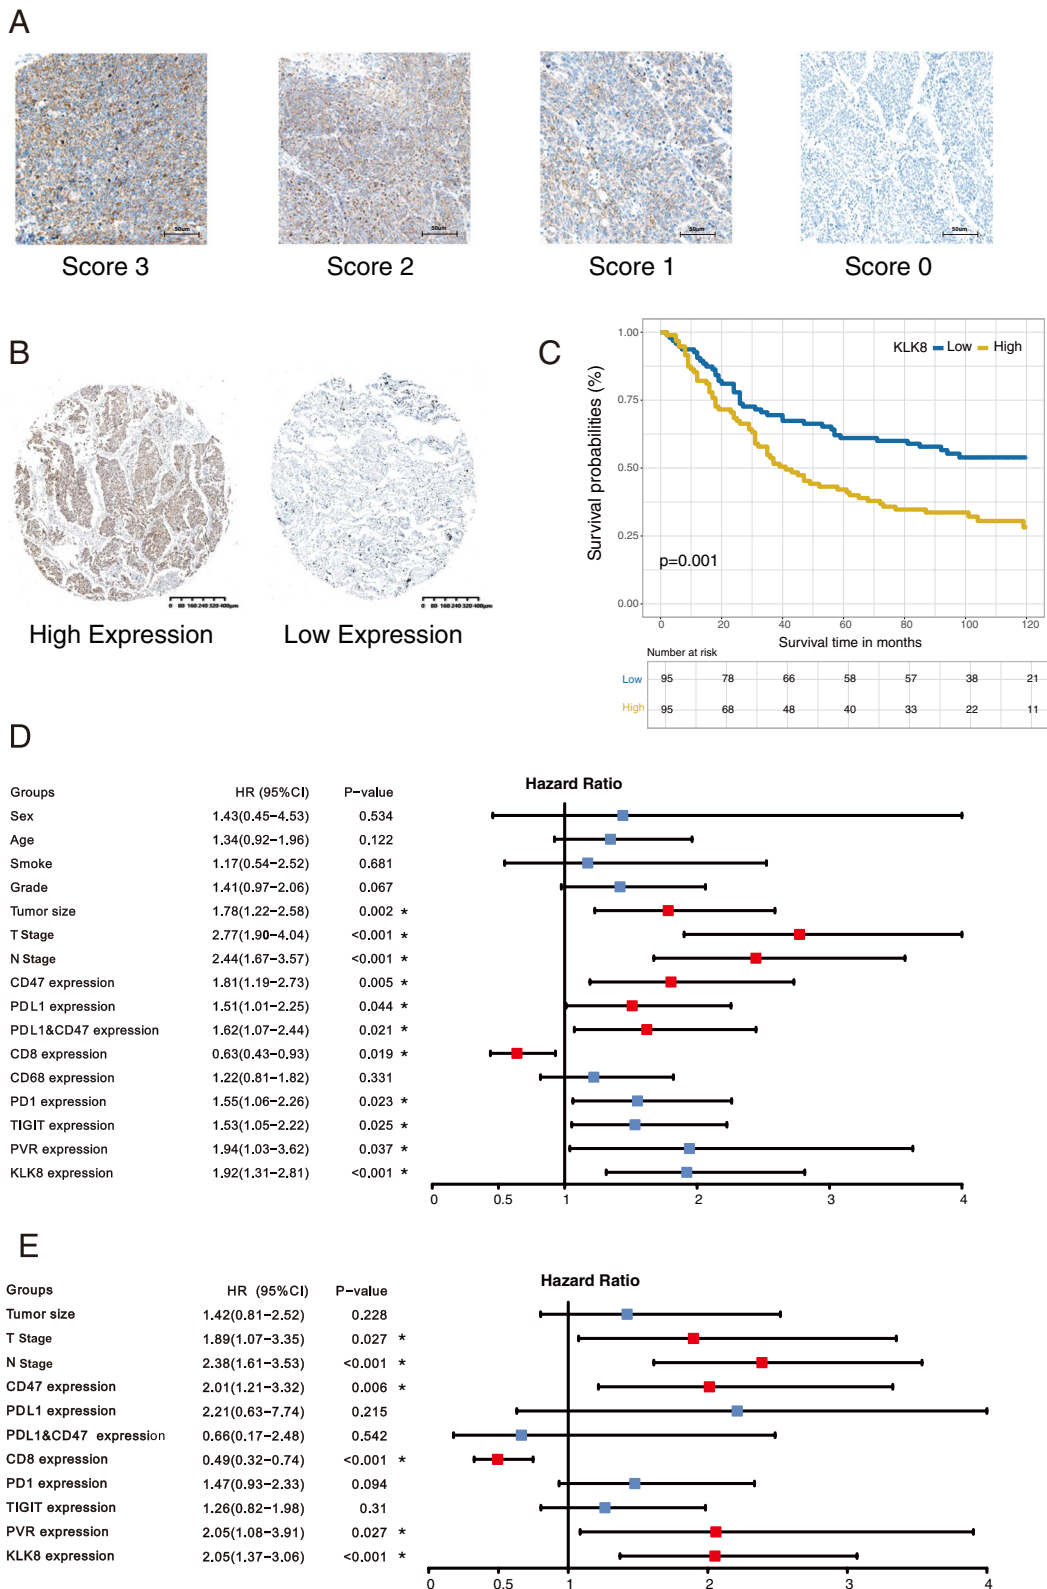 A
50um
50um
50um
50um
Score 3
Score 2
Score 1
Score 0
B
0 80 160 240 320 400μm
0 80 160 240 320 400μm
High Expression
Low Expression
C
KLK8 Low High
Survival probabilities (%)
1.00
0.75
0.50
0.25
0.00
p=0.001
0 20 40 60 80 100 120
Survival time in months
Number at risk
Low 95 78 66 58 57 38 21
High 95 68 48 40 33 22 11
D
Hazard Ratio
Groups HR (95%CI) P-value
Sex 1.43(0.45-4.53) 0.534
Age 1.34(0.92-1.96) 0.122
Smoke 1.17(0.54-2.52) 0.681
Grade 1.41(0.97-2.06) 0.067
Tumor size 1.78(1.22-2.58) 0.002 *
T Stage 2.77(1.90-4.04) <0.001 *
N Stage 2.44(1.67-3.57) <0.001 *
CD47 expression 1.81(1.19-2.73) 0.005 *
PDL1 expression 1.51(1.01-2.25) 0.044 *
PDL1&CD47 expression 1.62(1.07-2.44) 0.021 *
CD8 expression 0.63(0.43-0.93) 0.019 *
CD68 expression 1.22(0.81-1.82) 0.331
PD1 expression 1.55(1.06-2.26) 0.023 *
TIGIT expression 1.53(1.05-2.22) 0.025 *
PVR expression 1.94(1.03-3.62) 0.037 *
KLK8 expression 1.92(1.31-2.81) <0.001 *
0 0.5 1 2 3 4
E
Hazard Ratio
Groups HR (95%CI) P-value
Tumor size 1.42(0.81-2.52) 0.228
T Stage 1.89(1.07-3.35) 0.027 *
N Stage 2.38(1.61-3.53) <0.001 *
CD47 expression 2.01(1.21-3.32) 0.006 *
PDL1 expression 2.21(0.63-7.74) 0.215
PDL1&CD47 expression 0.66(0.17-2.48) 0.542
CD8 expression 0.49(0.32-0.74) <0.001 *
PD1 expression 1.47(0.93-2.33) 0.094
TIGIT expression 1.26(0.82-1.98) 0.31
PVR expression 2.05(1.08-3.91) 0.027 *
KLK8 expression 2.05(1.37-3.06) <0.001 *
0 0.5 1 2 3 4